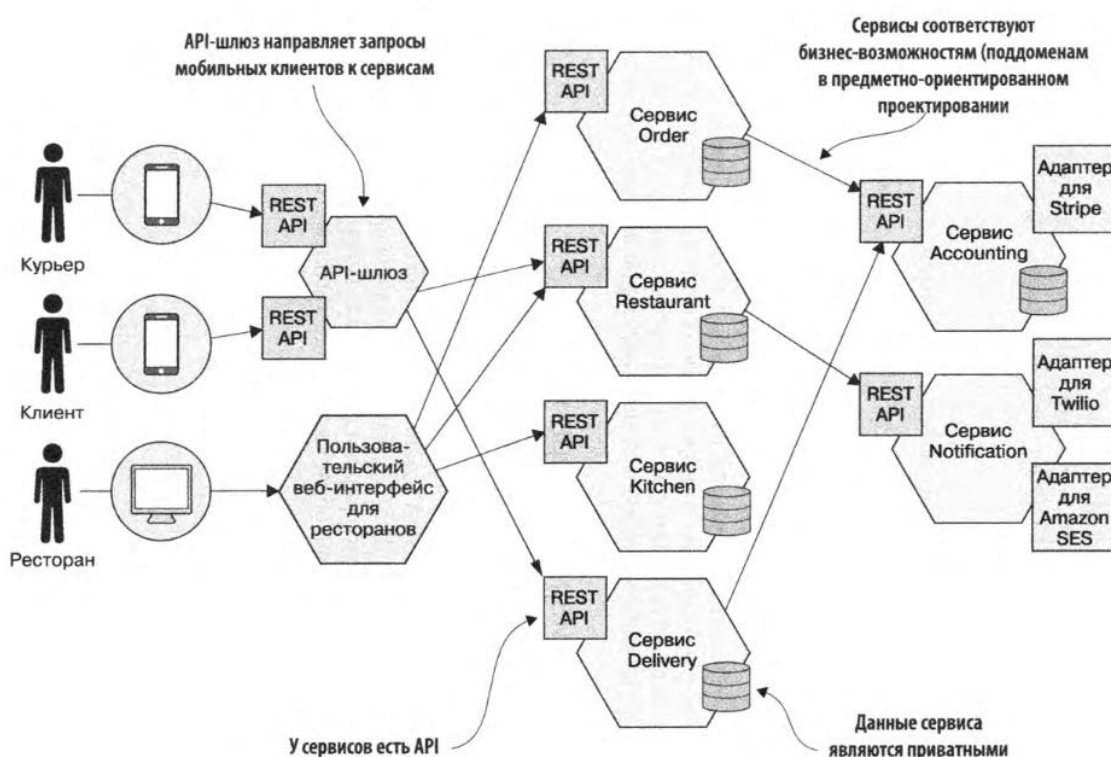 API-шлюз направляет запросы
мобильных клиентов к сервисам
Сервисы соответствуют
бизнес-возможностям (поддоменам
в предметно-ориентированном
проектировании
Курьер
Клиент
Ресторан
REST
API
REST
API
API-шлюз
Пользова-
тельский
веб-интерфейс
для
ресторанов
REST
API
Сервис
Order
REST
API
Сервис
Restaurant
REST
API
Сервис
Kitchen
REST
API
Сервис
Delivery
REST
API
Сервис
Accounting
Адаптер
для
Stripe
REST
API
Сервис
Notification
Адаптер
для
Twilio
Адаптер
для
Amazon
SES
У сервисов есть API
Данные сервиса
являются приватными